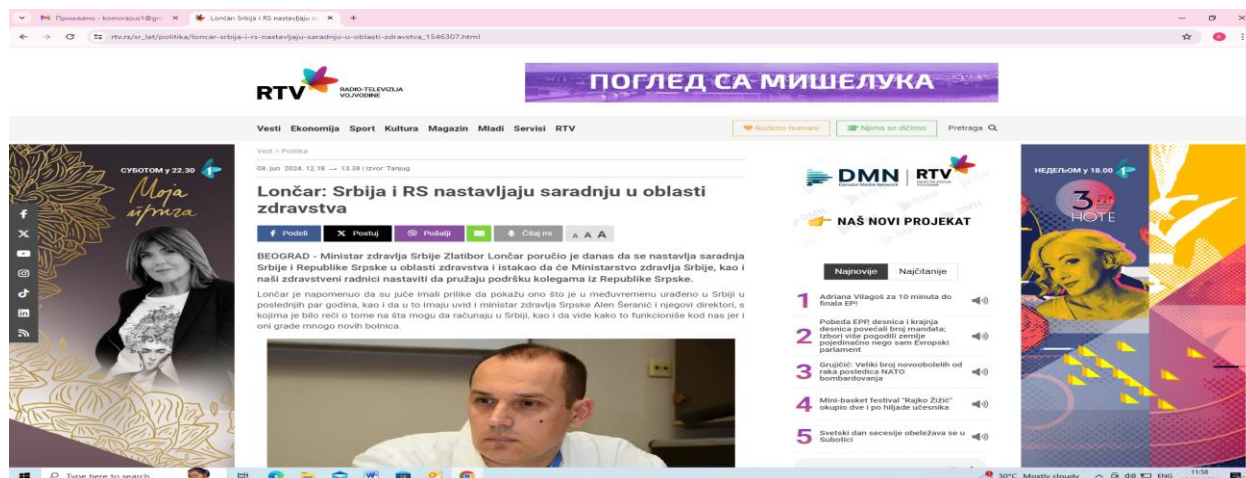 Примљено - komorazus1@gm
Lončar: Srbija i RS nastavljaju sa
rtv.rs/sr_lat/politika/loncar-srbija-i-rs-nastavljaju-saradnju-u-oblasti-zdravstva_1546307.html
RTV RADIO-TELEVIZIJA
VOJVODINE
ПОГЛЕД СА МИШЕЛУКА
Vesti Ekonomija Sport Kultura Magazin Mladi Servisi RTV
Budimo humani
Njima se dičimo
Pretraga
СУБОТОМ у 22.30
Moja
игрица
Vesti > Politika
08. jun 2024. 12.18 → 13.38 | Izvor: Tanjug
Lončar: Srbija i RS nastavljaju saradnju u oblasti
zdravstva
Podeli
Postuj
Pošalji
Čitaj mi
A A A
BEOGRAD - Ministar zdravlja Srbije Zlatibor Lončar poručio je danas da se nastavlja saradnja
Srbije i Republike Srpske u oblasti zdravstva i istakao da će Ministarstvo zdravlja Srbije, kao i
naši zdravstveni radnici nastaviti da pružaju podršku kolegama iz Republike Srpske.
Lončar je napomenuo da su juče imali prilike da pokažu ono što je u međuvremenu urađeno u Srbiji u
poslednjih par godina, kao i da u to imaju uvid i ministar zdravlja Srpske Alen Šeranić i njegovi direktori, s
kojima je bilo reči o tome na šta mogu da računaju u Srbiji, kao i da vide kako to funkcioniše kod nas jer i
oni grade mnogo novih bolnica.
DMN RTV
Danube Media Network
NAŠ NOVI PROJEKAT
Najnovije
Najčitanije
1 Adriana Vilagoš za 10 minuta do
finala EP!
2 Pobeda EPP, desnica i krajnja
desnica povećali broj mandata;
Izbori više pogodili zemlje
pojedinačno nego sam Evropski
parlament
3 Grujičić: Veliki broj novoobolelih od
raka posledica NATO
bombardovanja
4 Mini-basket festival "Rajko Žižić"
okupio dve i po hiljade učesnika
5 Svetski dan secesije obeležava se u
Subotici
НЕДЕЉОМ у 18.00
3
НОТЕ
Type here to search
30°C Mostly cloudy
ENG
11:58